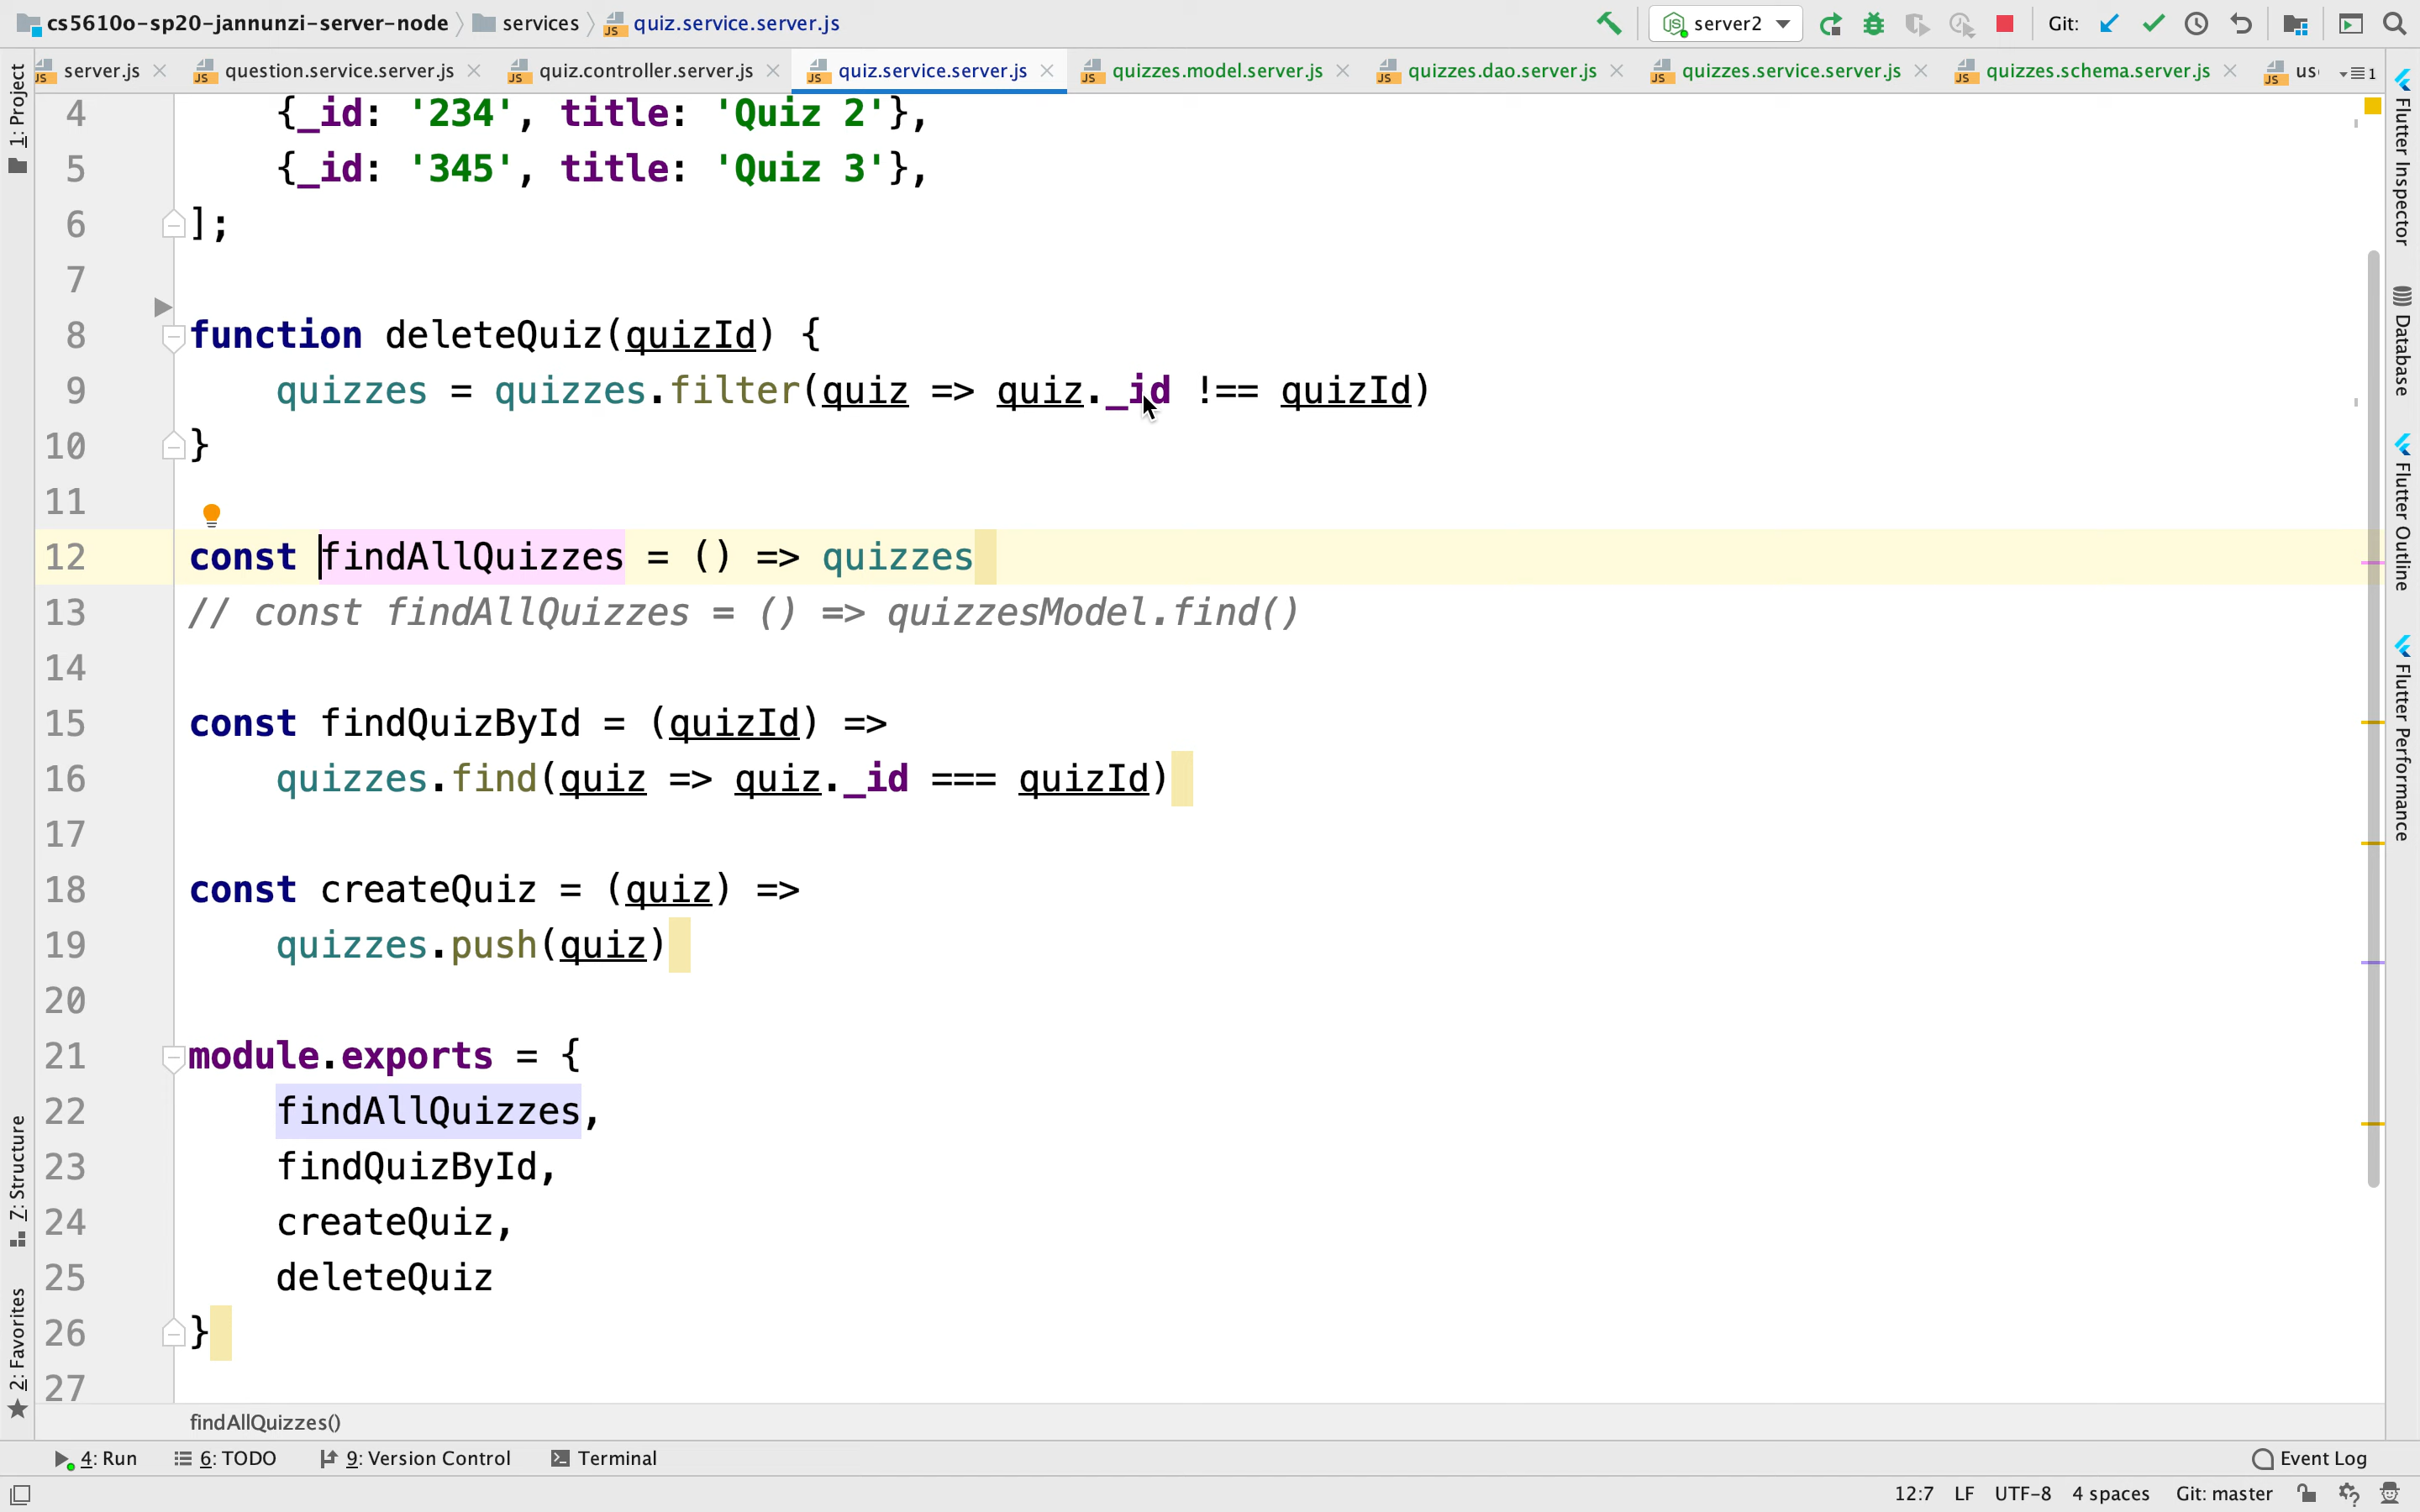 cs5610o-sp20-jannunzi-server-node services quiz.service.server.js server2 Git:
server.js question.service.server.js quiz.controller.server.js quiz.service.server.js quizzes.model.server.js quizzes.dao.server.js quizzes.service.server.js quizzes.schema.server.js us 1
1: Project
7: Structure
2: Favorites
4 {_id: '234', title: 'Quiz 2'},
5 {_id: '345', title: 'Quiz 3'},
6 ];
7
8 function deleteQuiz(quizId) {
9 quizzes = quizzes.filter(quiz => quiz._id !== quizId)
10 }
11
12 const findAllQuizzes = () => quizzes
13 // const findAllQuizzes = () => quizzesModel.find()
14
15 const findQuizById = (quizId) =>
16 quizzes.find(quiz => quiz._id === quizId)
17
18 const createQuiz = (quiz) =>
19 quizzes.push(quiz)
20
21 module.exports = {
22 findAllQuizzes,
23 findQuizById,
24 createQuiz,
25 deleteQuiz
26 }
27
Flutter Inspector
Database
Flutter Outline
Flutter Performance
findAllQuizzes()
4: Run 6: TODO 9: Version Control Terminal Event Log
12:7 LF UTF-8 4 spaces Git: master